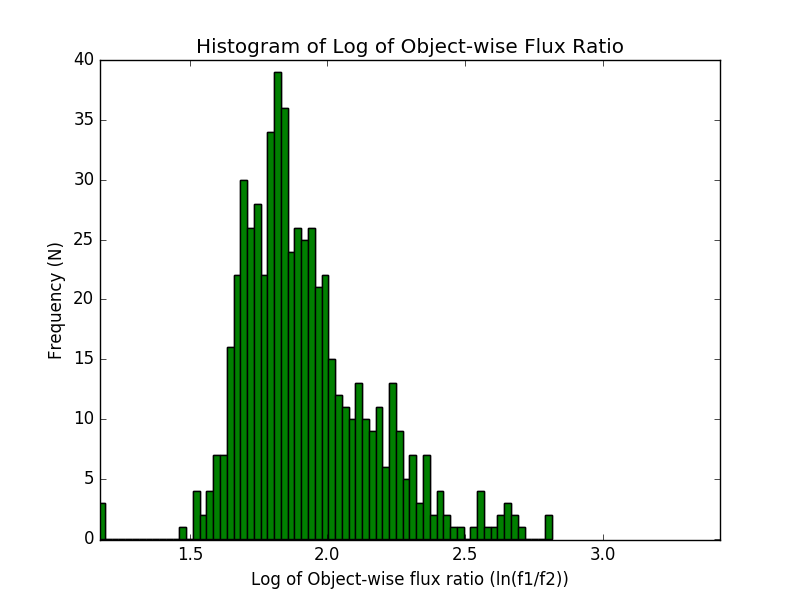 Histogram of Log of Object-wise Flux Ratio
40
35
30
25
20
15
10
5
0
Frequency (N)
1.5 2.0 2.5 3.0
Log of Object-wise flux ratio (ln(f1/f2))